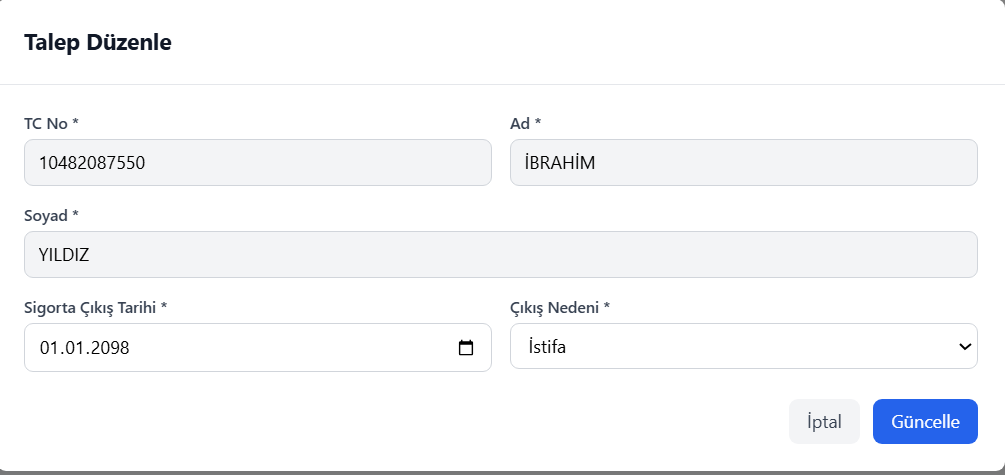 Talep Düzenle
TC No *
Ad *
10482087550
İBRAHİM
Soyad *
YILDIZ
Sigorta Çıkış Tarihi *
Çıkış Nedeni *
01.01.2098
İstifa
İptal
Güncelle